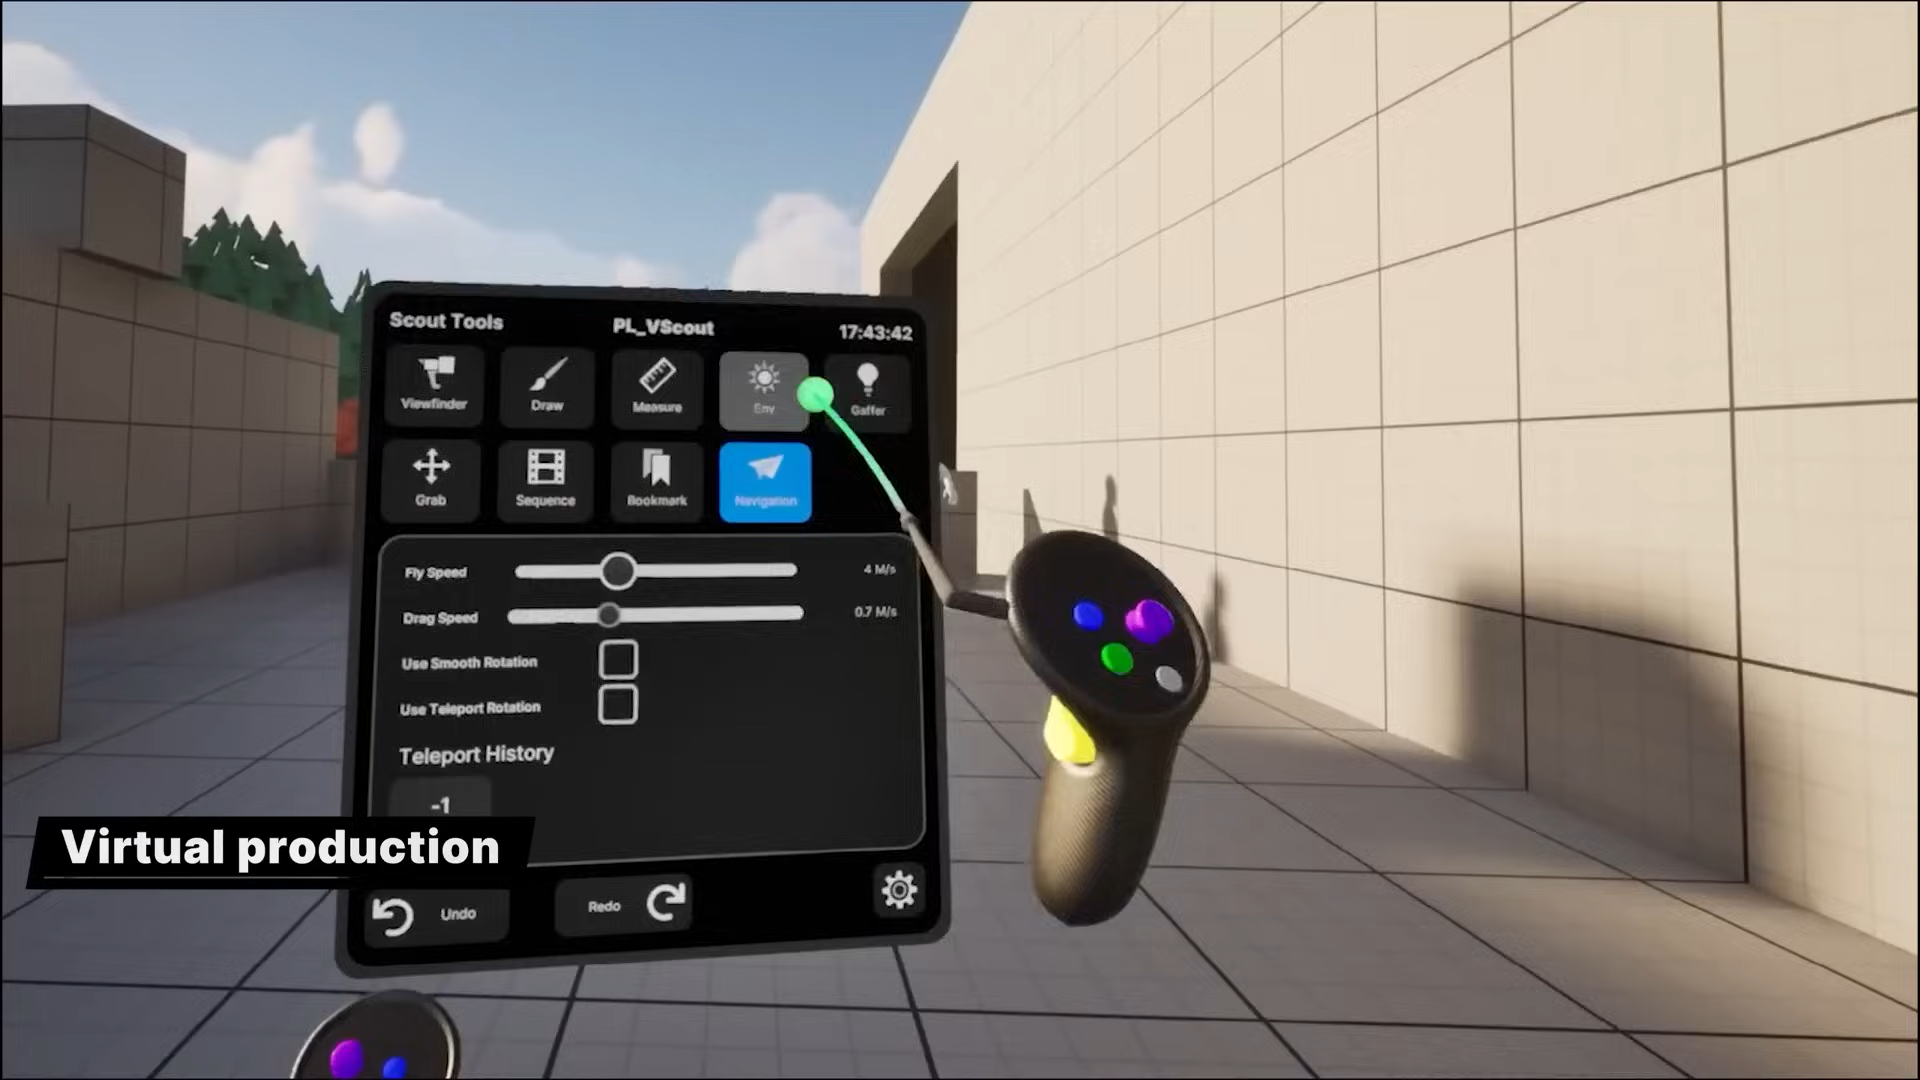 Scout Tools PL_VScout 17:43:42
Viewfinder Draw Measure Env Gaffer
Grab Sequence Bookmark Navigation
Fly Speed 4 M/s
Drag Speed 0.7 M/s
Use Smooth Rotation
Use Teleport Rotation
Teleport History
-1
Virtual production
Undo Redo